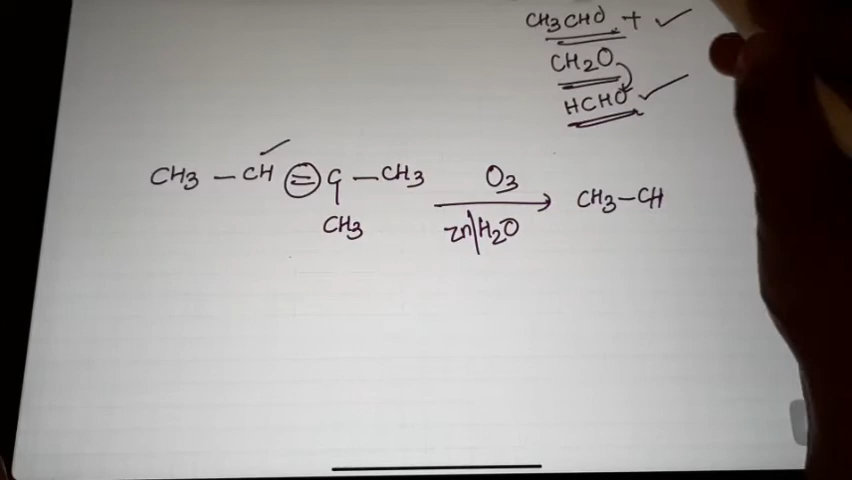 CH3CHO +
CH2O
HCHO
CH3 – CH = C – CH3
CH3
O3
Zn|H2O
CH3–CH